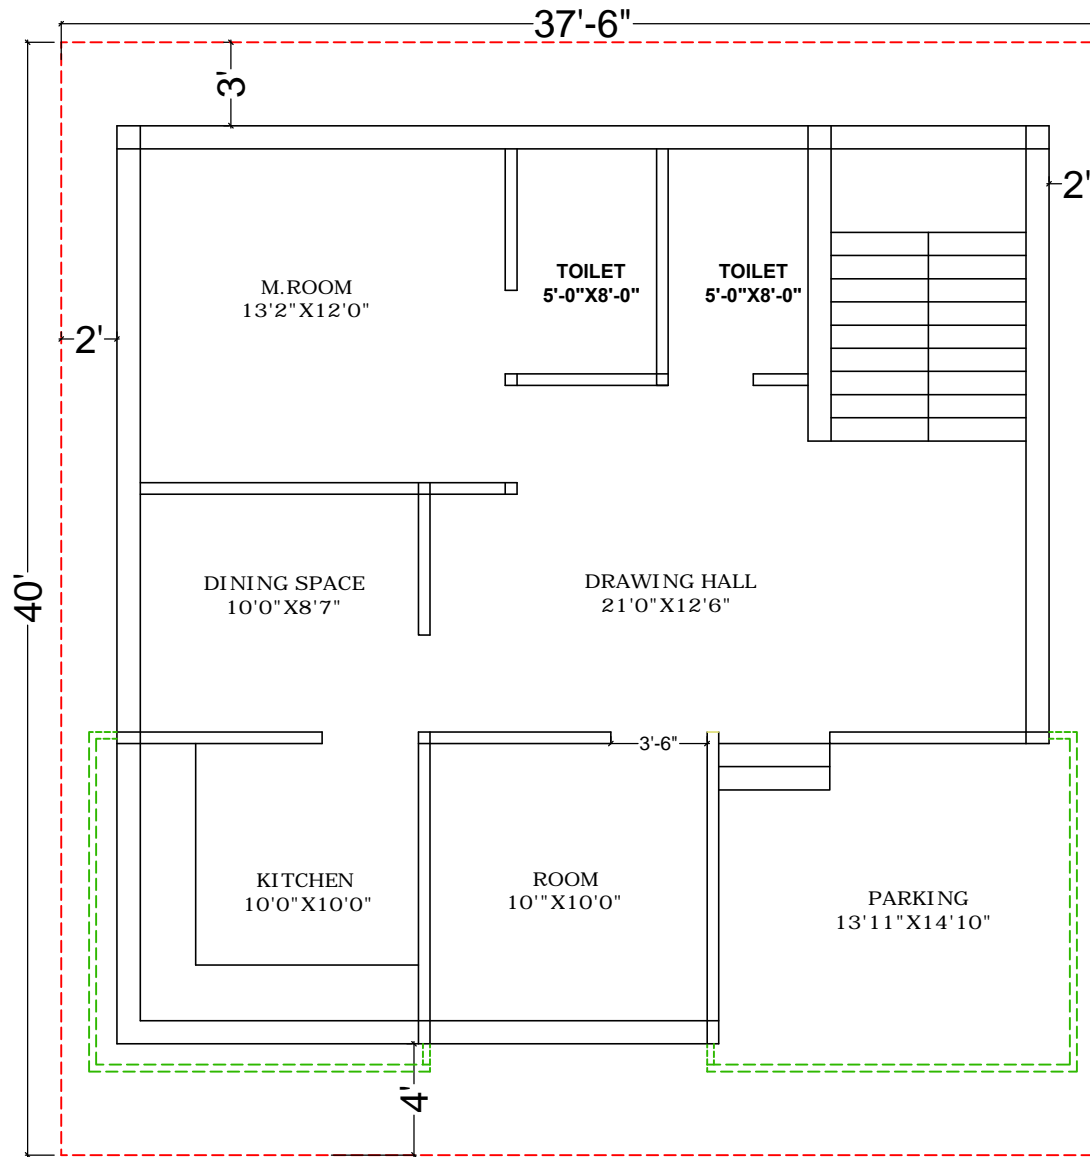 37'-6"
3'
2'
TOILET
5'-0"X8'-0"
TOILET
5'-0"X8'-0"
M.ROOM
13'2"X12'0"
2'
40'
DINING SPACE
10'0"X8'7"
DRAWING HALL
21'0"X12'6"
3'-6"
KITCHEN
10'0"X10'0"
ROOM
10'"X10'0"
PARKING
13'11"X14'10"
4'